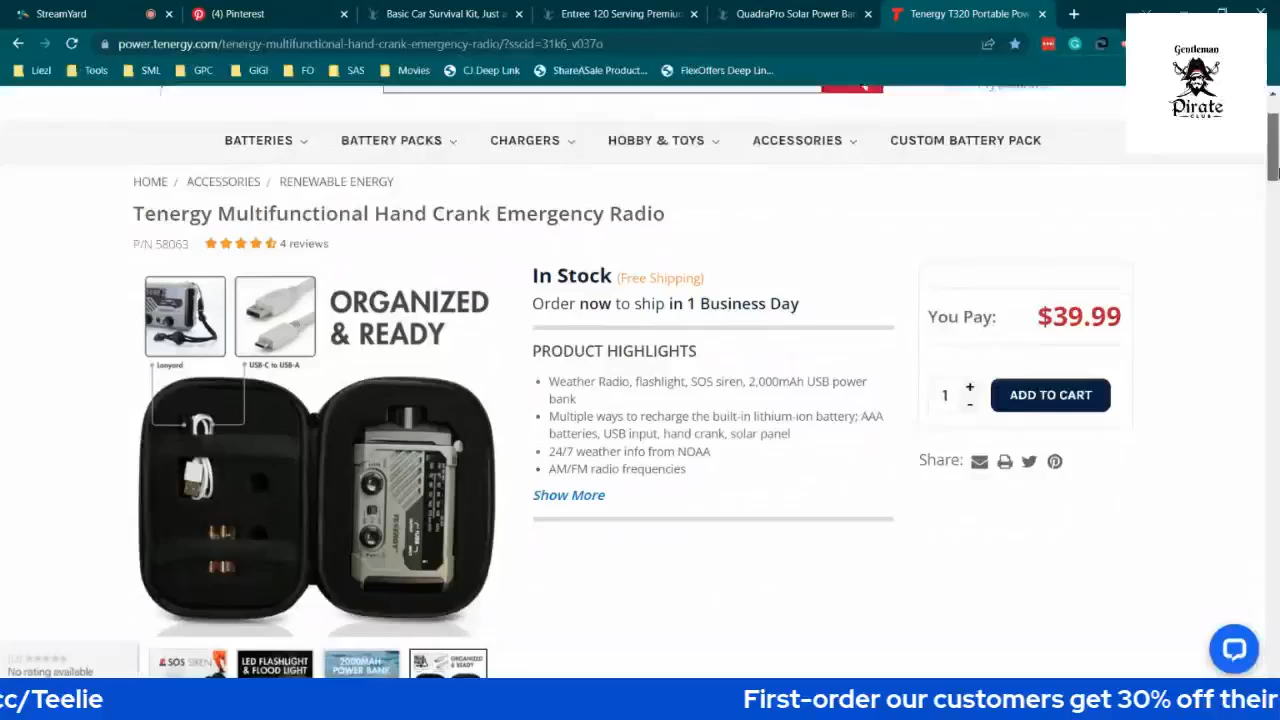 StreamYard
(4) Pinterest
Basic Car Survival Kit, Just a
Entree 120 Serving Premium
QuadraPro Solar Power Ban
Tenergy T320 Portable Pow
power.tenergy.com/tenergy-multifunctional-hand-crank-emergency-radio/?sscid=31k6_v037o
Liezl
Tools
SML
GPC
GIGI
FO
SAS
Movies
CJ Deep Link
ShareASale Product...
FlexOffers Deep Lin...
Gentleman
Pirate
CLUB
BATTERIES
BATTERY PACKS
CHARGERS
HOBBY & TOYS
ACCESSORIES
CUSTOM BATTERY PACK
HOME / ACCESSORIES / RENEWABLE ENERGY
Tenergy Multifunctional Hand Crank Emergency Radio
P/N 58063
4 reviews
ORGANIZED
& READY
Lanyard
USB-C to USB-A
In Stock (Free Shipping)
Order now to ship in 1 Business Day
PRODUCT HIGHLIGHTS
Weather Radio, flashlight, SOS siren, 2,000mAh USB power
bank
Multiple ways to recharge the built-in lithium-ion battery; AAA
batteries, USB input, hand crank, solar panel
24/7 weather info from NOAA
AM/FM radio frequencies
Show More
You Pay: $39.99
1
+
-
ADD TO CART
Share:
TENERGY
No rating available
SOS SIREN
LED FLASHLIGHT
& FLOOD LIGHT
2000MAH
POWER BANK
ORGANIZED
& READY
cc/Teelie
First-order our customers get 30% off their